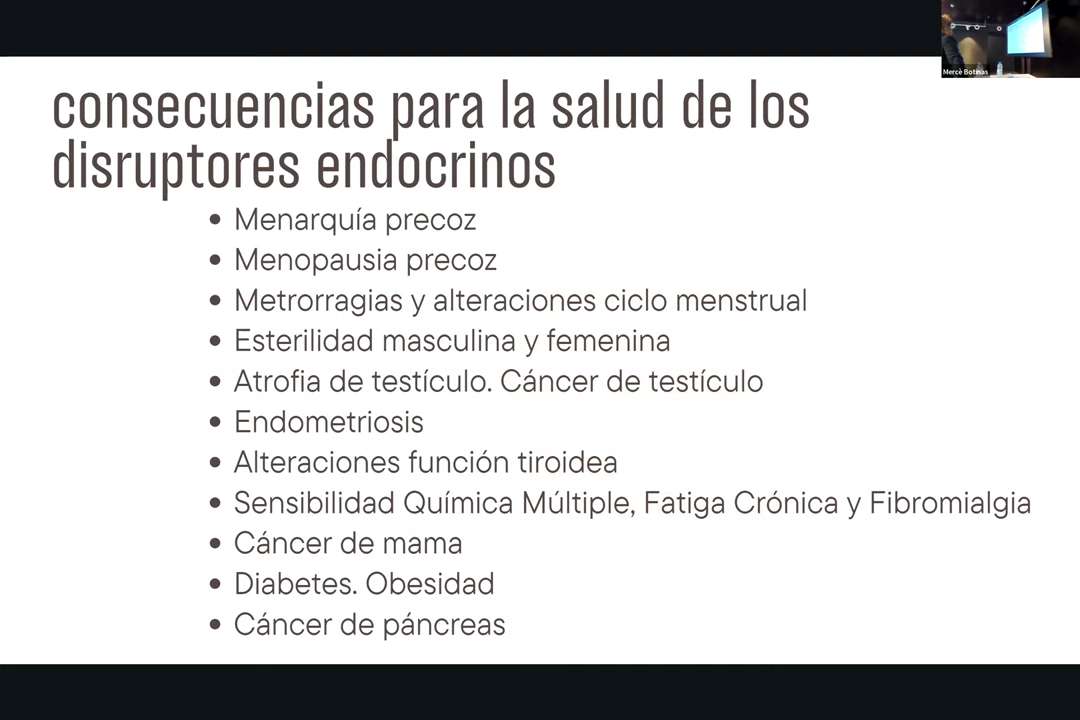 Mercè Botinas
consecuencias para la salud de los
disruptores endocrinos
• Menarquía precoz
• Menopausia precoz
• Metrorragias y alteraciones ciclo menstrual
• Esterilidad masculina y femenina
• Atrofia de testículo. Cáncer de testículo
• Endometriosis
• Alteraciones función tiroidea
• Sensibilidad Química Múltiple, Fatiga Crónica y Fibromialgia
• Cáncer de mama
• Diabetes. Obesidad
• Cáncer de páncreas